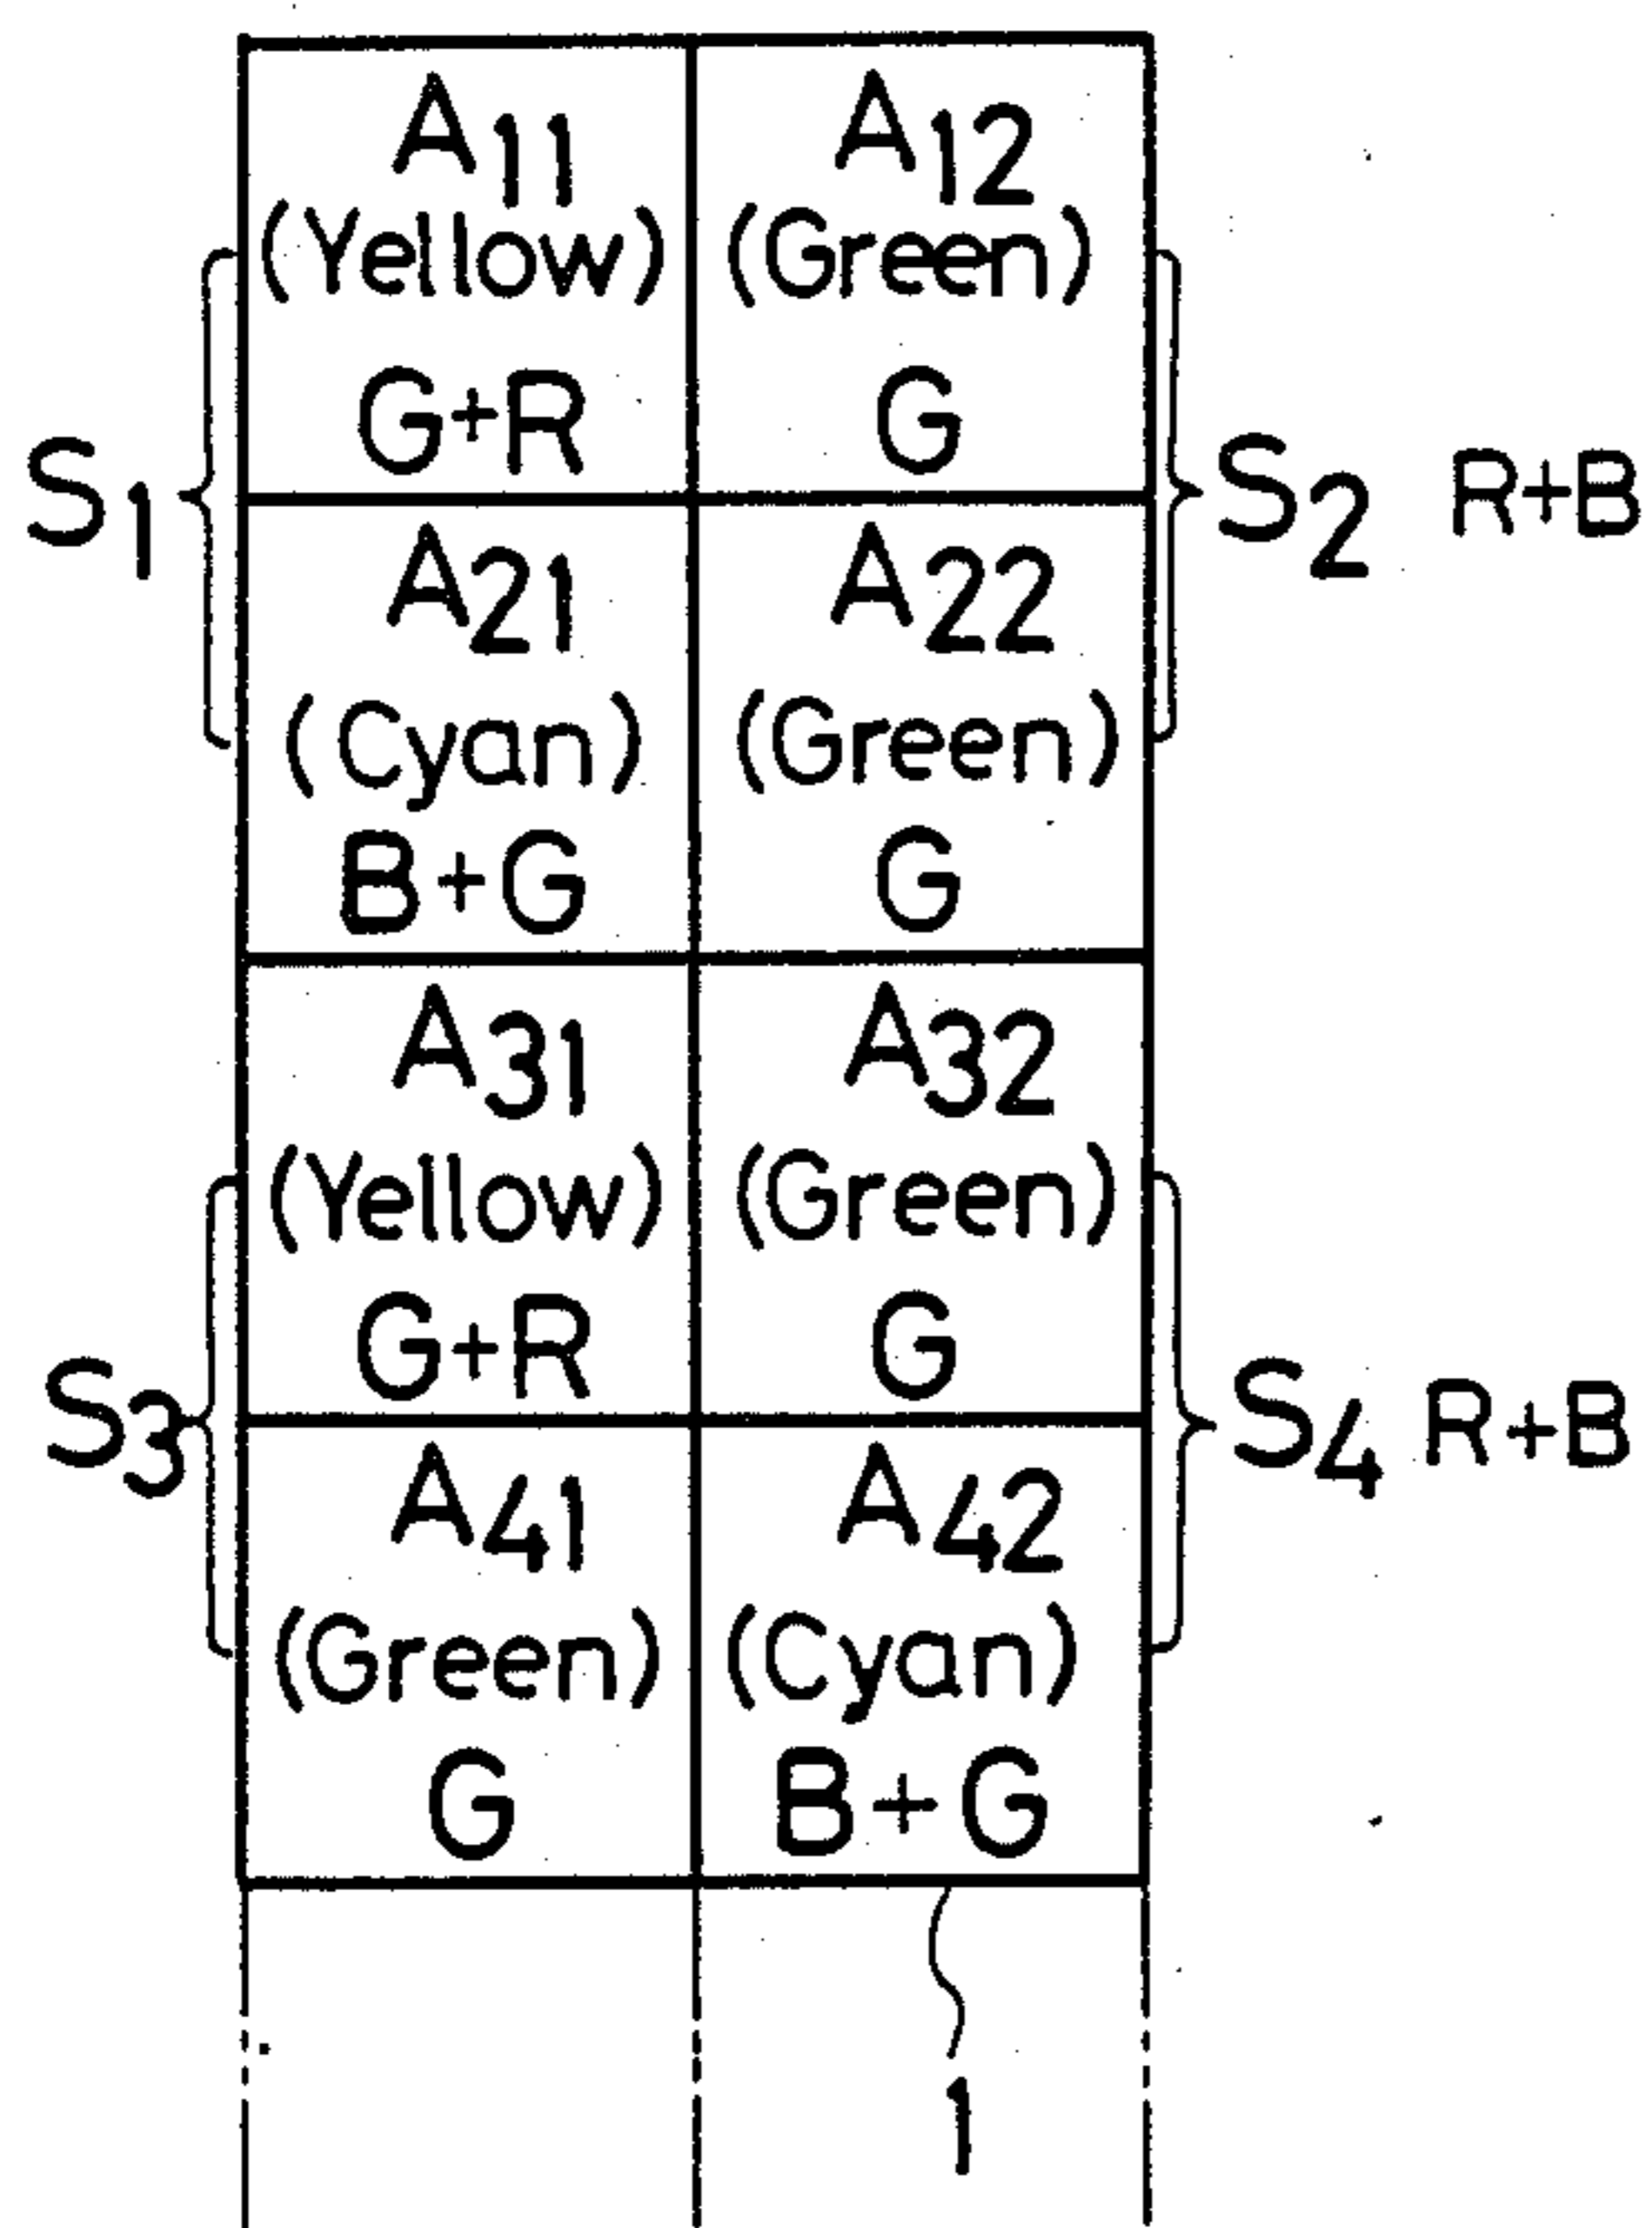 A11 A12
(Yellow) (Green)
G+R G
S1 S2 R+B
A21 A22
(Cyan) (Green)
B+G G
A31 A32
(Yellow) (Green)
G+R G
S3 S4 R+B
A41 A42
(Green) (Cyan)
G B+G
1